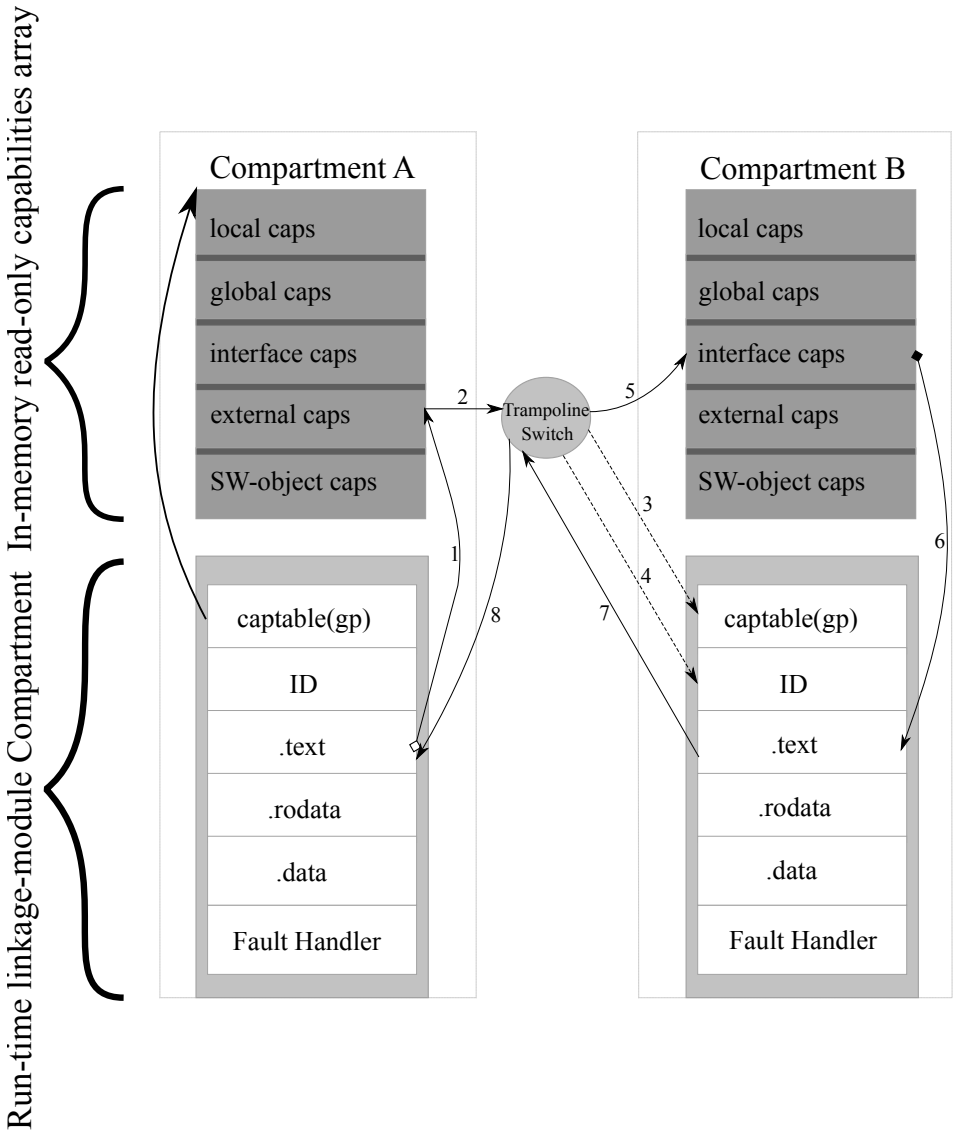 In-memory read-only capabilities array
Run-time linkage-module Compartment
Compartment A
local caps
global caps
interface caps
external caps
SW-object caps
captable(gp)
ID
.text
.rodata
.data
Fault Handler
1
2
Trampoline
Switch
8
5
3
4
7
Compartment B
local caps
global caps
interface caps
external caps
SW-object caps
6
captable(gp)
ID
.text
.rodata
.data
Fault Handler